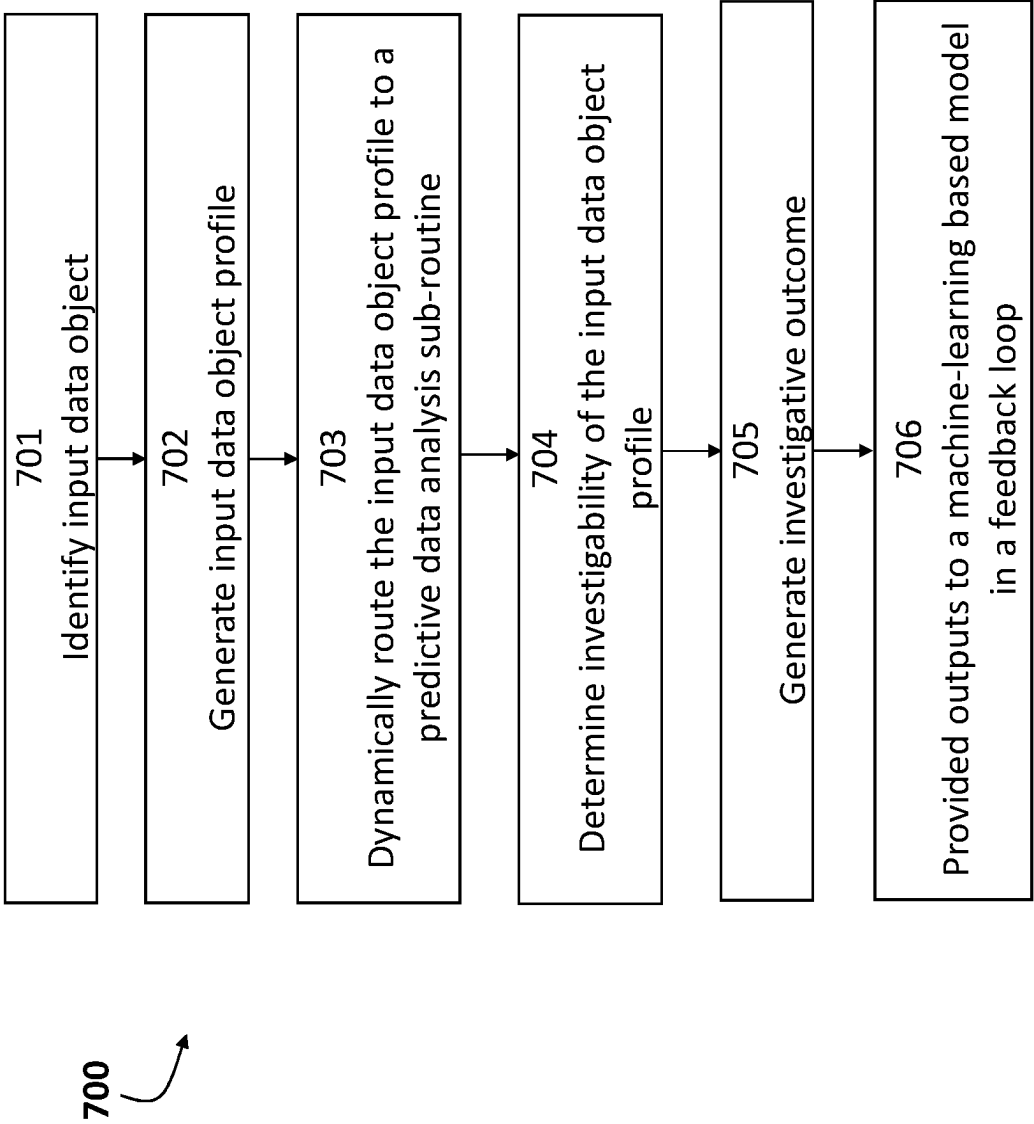 700
701
Identify input data object
702
Generate input data object profile
703
Dynamically route the input data object profile to a
predictive data analysis sub-routine
704
Determine investigability of the input data object
profile
705
Generate investigative outcome
706
Provided outputs to a machine-learning based model
in a feedback loop